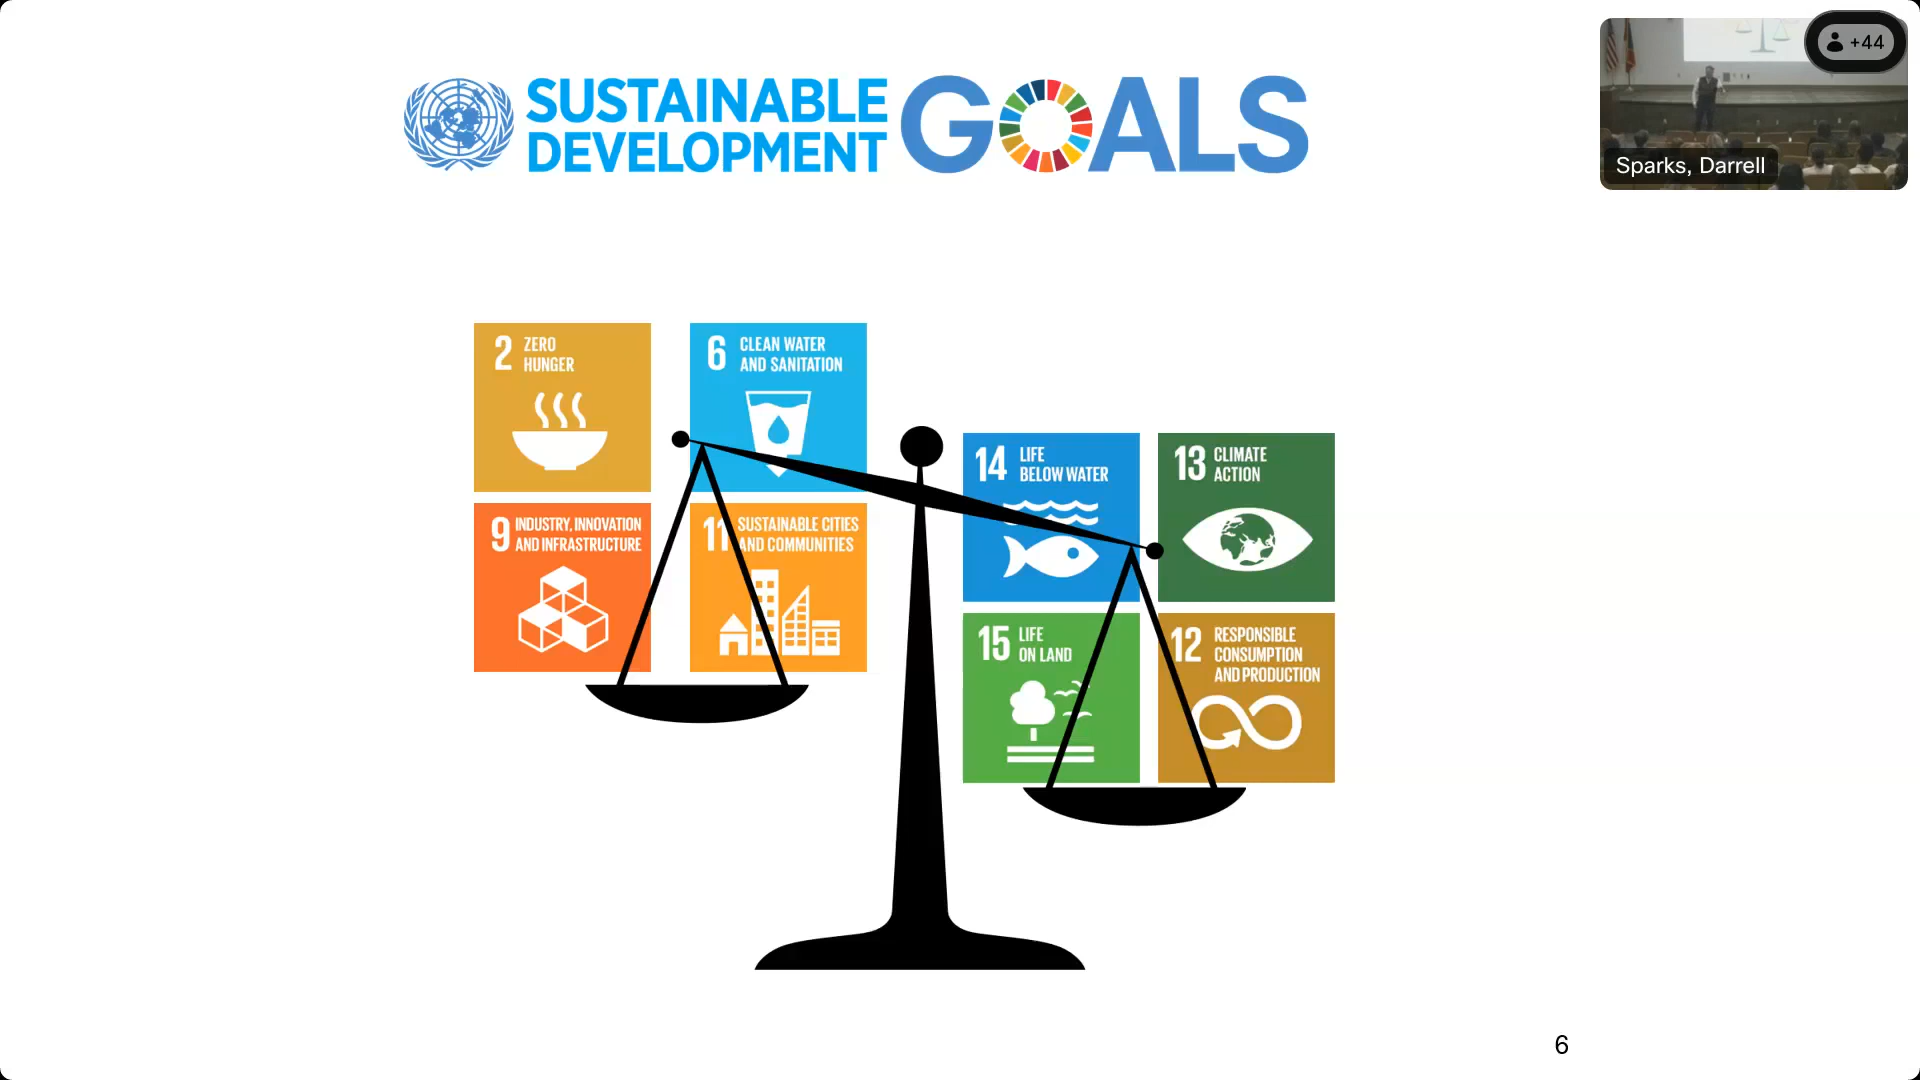 SUSTAINABLE
DEVELOPMENT
GOALS
+44
Sparks, Darrell
2 ZERO
HUNGER
6 CLEAN WATER
AND SANITATION
9 INDUSTRY, INNOVATION
AND INFRASTRUCTURE
11 SUSTAINABLE CITIES
AND COMMUNITIES
14 LIFE
BELOW WATER
13 CLIMATE
ACTION
15 LIFE
ON LAND
12 RESPONSIBLE
CONSUMPTION
AND PRODUCTION
6